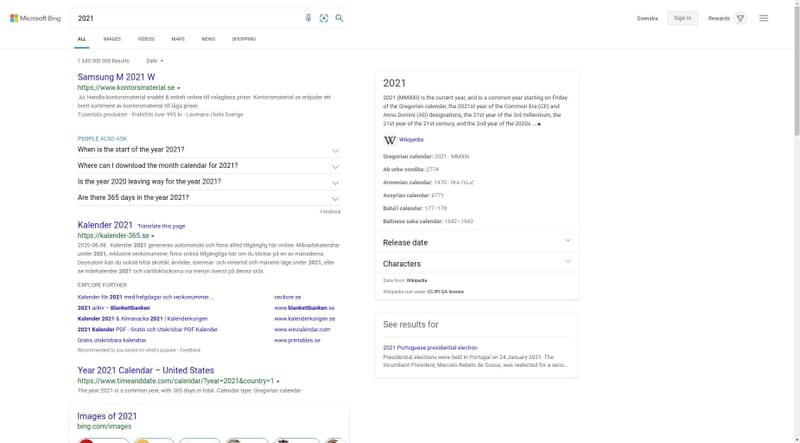 Microsoft Bing
2021
Svenska
Sign in
Rewards
ALL
IMAGES
VIDEOS
MAPS
NEWS
SHOPPING
1 640 000 000 Results
Date
Samsung M 2021 W
https://www.kontorsmaterial.se
Ad Handla kontorsmaterial snabbt & enkelt online till oslagbara priser. Kontorsmaterial.se erbjuder ett
brett sortiment av kontorsmaterial till låga priser.
Tusentals produkter · Fraktfritt över 995 kr · Leverans i hela Sverige
PEOPLE ALSO ASK
When is the start of the year 2021?
Where can I download the month calendar for 2021?
Is the year 2020 leaving way for the year 2021?
Are there 365 days in the year 2021?
Feedback
Kalender 2021 Translate this page
https://kalender-365.se
2020-06-08 · Kalender 2021 genereras automatiskt och finns alltid tillgänglig här online. Månadskalendrar
under 2021, inklusive veckonummer, finns också tillgängliga här om du klickar på en av månaderna.
Dessutom kan du också hitta skottår, årstider, sommar- och vintertid och månens läge under 2021, eller
se månkalender 2021 och världsklockorna via menyn överst på denna sida.
EXPLORE FURTHER
Kalender för 2021 med helgdagar och veckonummer ... veckonr.se
2021-arkiv – BlankettBanken www.blankettbanken.se
Kalender 2021 & Almanacka 2021 | Kalenderkungen www.kalenderkungen.se
2021 Kalender PDF - Gratis och Utskrivbar PDF Kalender www.wincalendar.com
Gratis utskrivbara kalendrar www.printables.se
Recommended to you based on what's popular · Feedback
Year 2021 Calendar – United States
https://www.timeanddate.com/calendar/?year=2021&country=1
The year 2021 is a common year, with 365 days in total. Calendar type: Gregorian calendar
Images of 2021
bing.com/images
2021
2021 (MMXXI) is the current year, and is a common year starting on Friday
of the Gregorian calendar, the 2021st year of the Common Era (CE) and
Anno Domini (AD) designations, the 21st year of the 3rd millennium, the
21st year of the 21st century, and the 2nd year of the 2020s ...
W Wikipedia
Gregorian calendar: 2021 · MMXXI
Ab urbe condita: 2774
Armenian calendar: 1470 · ԹՎ ՌՆՀ
Assyrian calendar: 6771
Bahá'í calendar: 177–178
Balinese saka calendar: 1942–1943
Release date
Characters
Data from: Wikipedia
Wikipedia text under CC-BY-SA license
See results for
2021 Portuguese presidential election
Presidential elections were held in Portugal on 24 January 2021. The
incumbent President, Marcelo Rebelo de Sousa, was reelected for a seco...